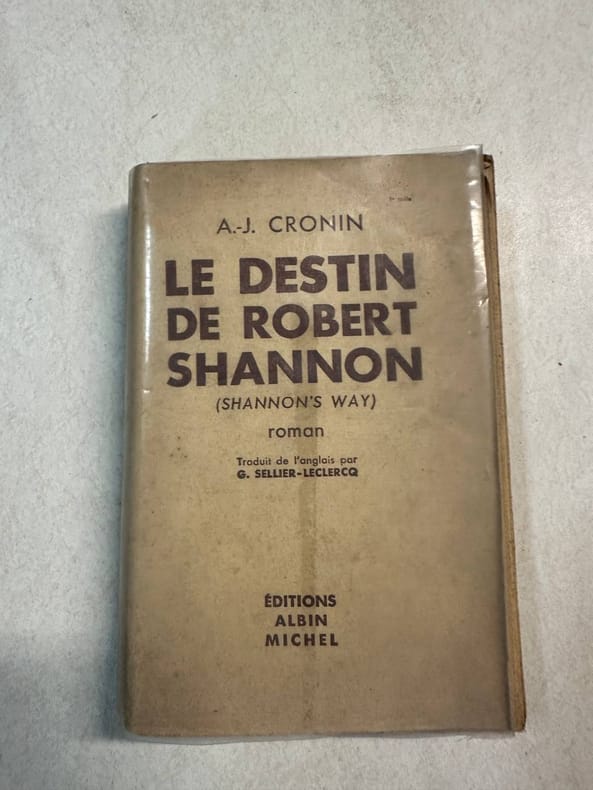 A.-J. CRONIN
LE DESTIN
DE ROBERT
SHANNON
(SHANNON'S WAY)
roman
Traduit de l'anglais par
G. SELLIER-LECLERCQ
ÉDITIONS
ALBIN
MICHEL